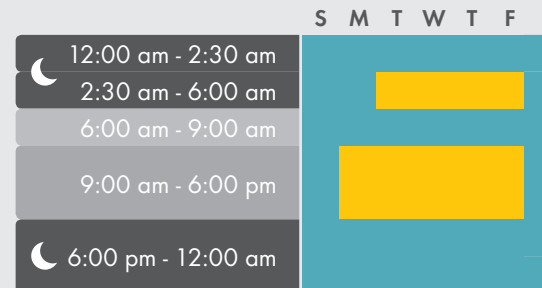 S M T W T F
12:00 am - 2:30 am
2:30 am - 6:00 am
6:00 am - 9:00 am
9:00 am - 6:00 pm
6:00 pm - 12:00 am